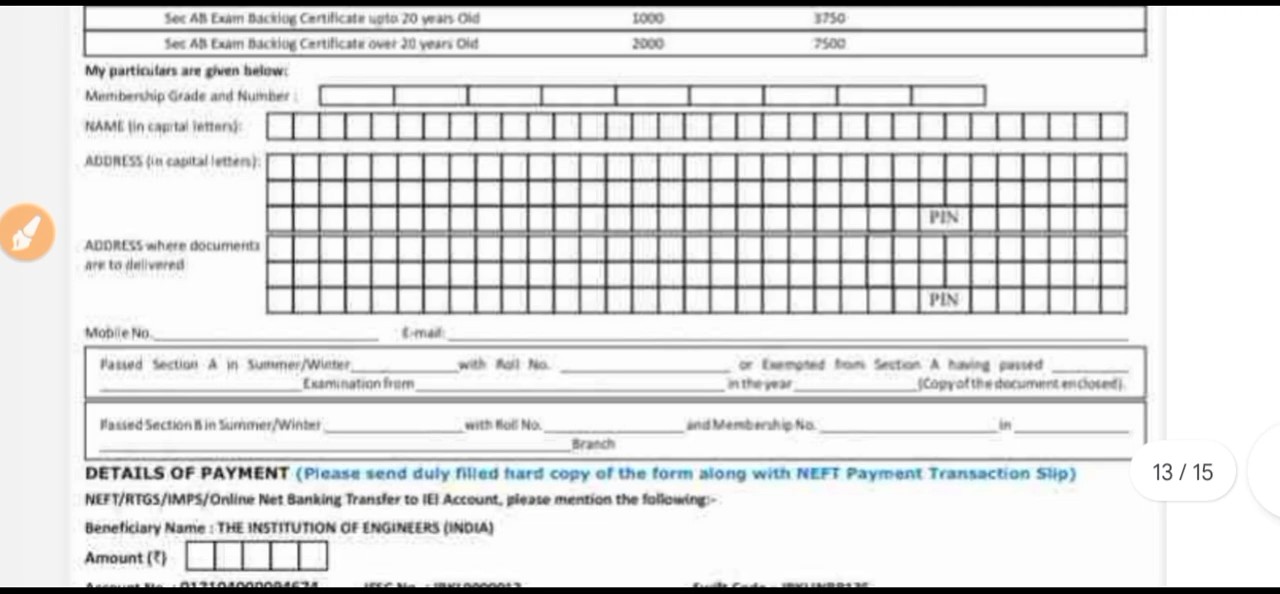 Sec AB Exam Backlog Certificate upto 20 years Old 1000 3750
Sec AB Exam Backlog Certificate over 20 years Old 2000 7500
My particulars are given below:
Membership Grade and Number :
NAME (in capital letters):
ADDRESS (in capital letters):
PIN
ADDRESS where documents
are to delivered
PIN
Mobile No. E-mail:
Passed Section A in Summer/Winter with Roll No. or Exempted from Section A having passed
Examination from in the year (Copy of the document enclosed).
Passed Section B in Summer/Winter with Roll No. and Membership No. in
Branch
DETAILS OF PAYMENT (Please send duly filled hard copy of the form along with NEFT Payment Transaction Slip)
13 / 15
NEFT/RTGS/IMPS/Online Net Banking Transfer to IEI Account, please mention the following:-
Beneficiary Name : THE INSTITUTION OF ENGINEERS (INDIA)
Amount (₹)
Account No. : IFSC No. : Swift Code :